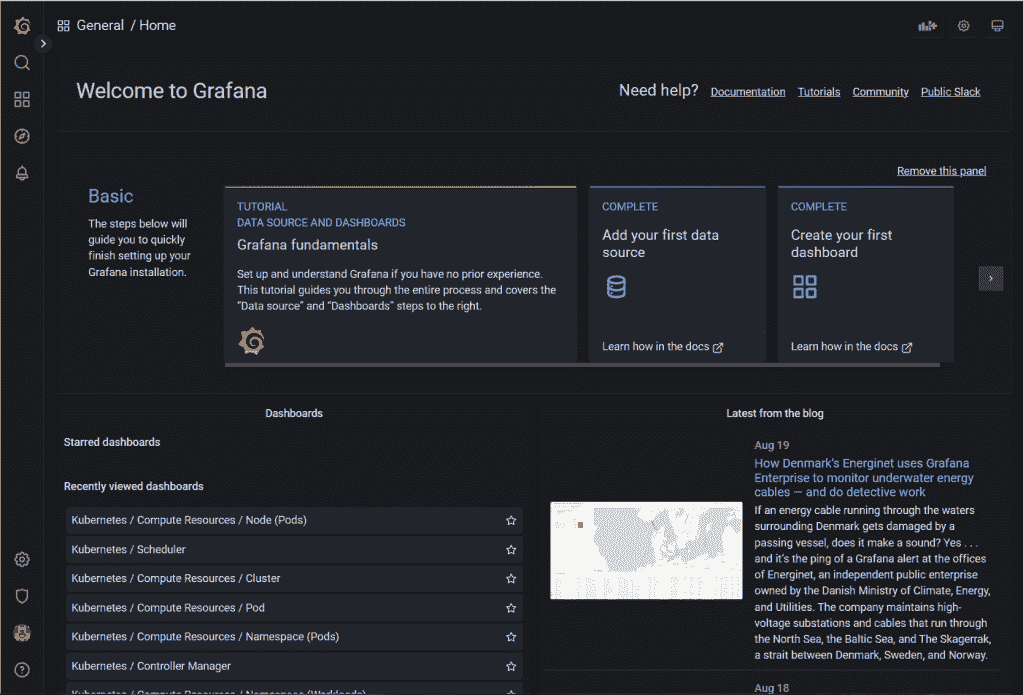 General / Home
Welcome to Grafana
Need help? Documentation Tutorials Community Public Slack
Remove this panel
Basic
The steps below will
guide you to quickly
finish setting up your
Grafana installation.
TUTORIAL
DATA SOURCE AND DASHBOARDS
Grafana fundamentals
Set up and understand Grafana if you have no prior experience.
This tutorial guides you through the entire process and covers the
"Data source" and "Dashboards" steps to the right.
COMPLETE
Add your first data
source
Learn how in the docs
COMPLETE
Create your first
dashboard
Learn how in the docs
Dashboards
Starred dashboards
Recently viewed dashboards
Kubernetes / Compute Resources / Node (Pods)
Kubernetes / Scheduler
Kubernetes / Compute Resources / Cluster
Kubernetes / Compute Resources / Pod
Kubernetes / Compute Resources / Namespace (Pods)
Kubernetes / Controller Manager
Kubernetes / Compute Resources / Namespace (Workloads)
Latest from the blog
Aug 19
How Denmark's Energinet uses Grafana
Enterprise to monitor underwater energy
cables — and do detective work
If an energy cable running through the waters
surrounding Denmark gets damaged by a
passing vessel, does it make a sound? Yes . . .
and it's the ping of a Grafana alert at the offices
of Energinet, an independent public enterprise
owned by the Danish Ministry of Climate, Energy,
and Utilities. The company maintains high-
voltage substations and cables that run through
the North Sea, the Baltic Sea, and The Skagerrak,
a strait between Denmark, Sweden, and Norway.
Aug 18